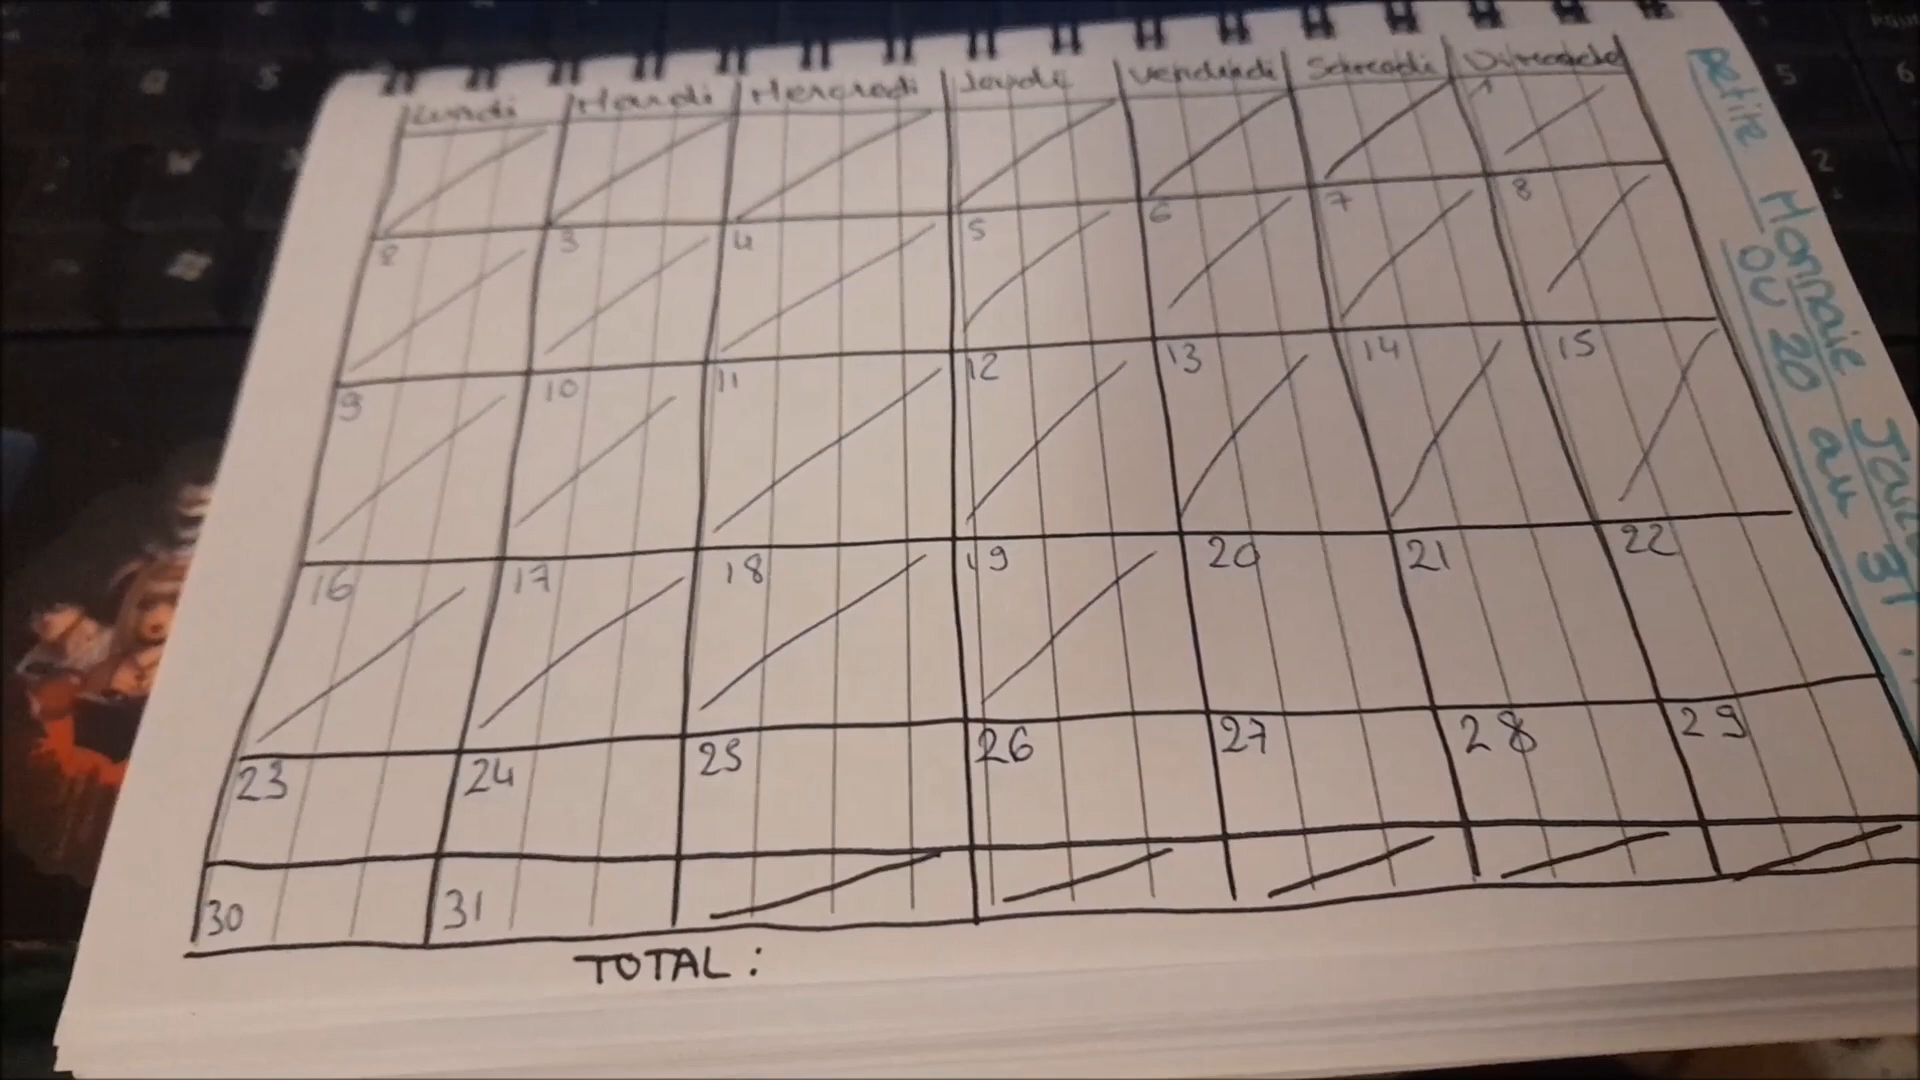 Lundi Mardi Mercredi Jeudi Vendredi Samedi Dimanche
1
2 3 4 5 6 7 8
9 10 11 12 13 14 15
16 17 18 19 20 21 22
23 24 25 26 27 28 29
30 31
TOTAL :
Petite Monnaie
DU 20 au 31